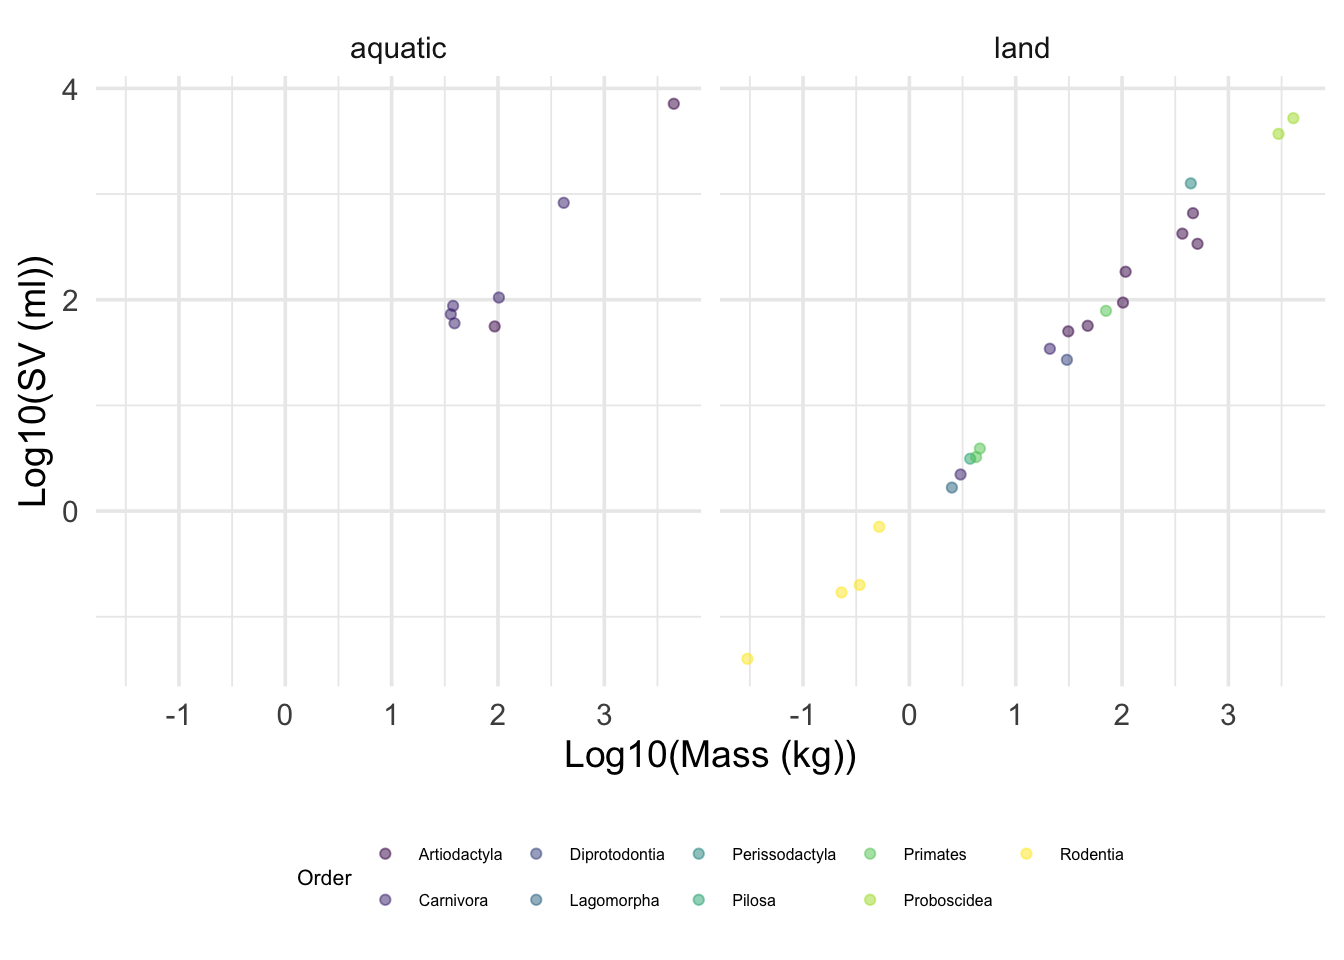 aquatic land
4
2
0
Log10(SV (ml))
-1 0 1 2 3 -1 0 1 2 3
Log10(Mass (kg))
Order
Artiodactyla Diprotodontia Perissodactyla Primates Rodentia
Carnivora Lagomorpha Pilosa Proboscidea